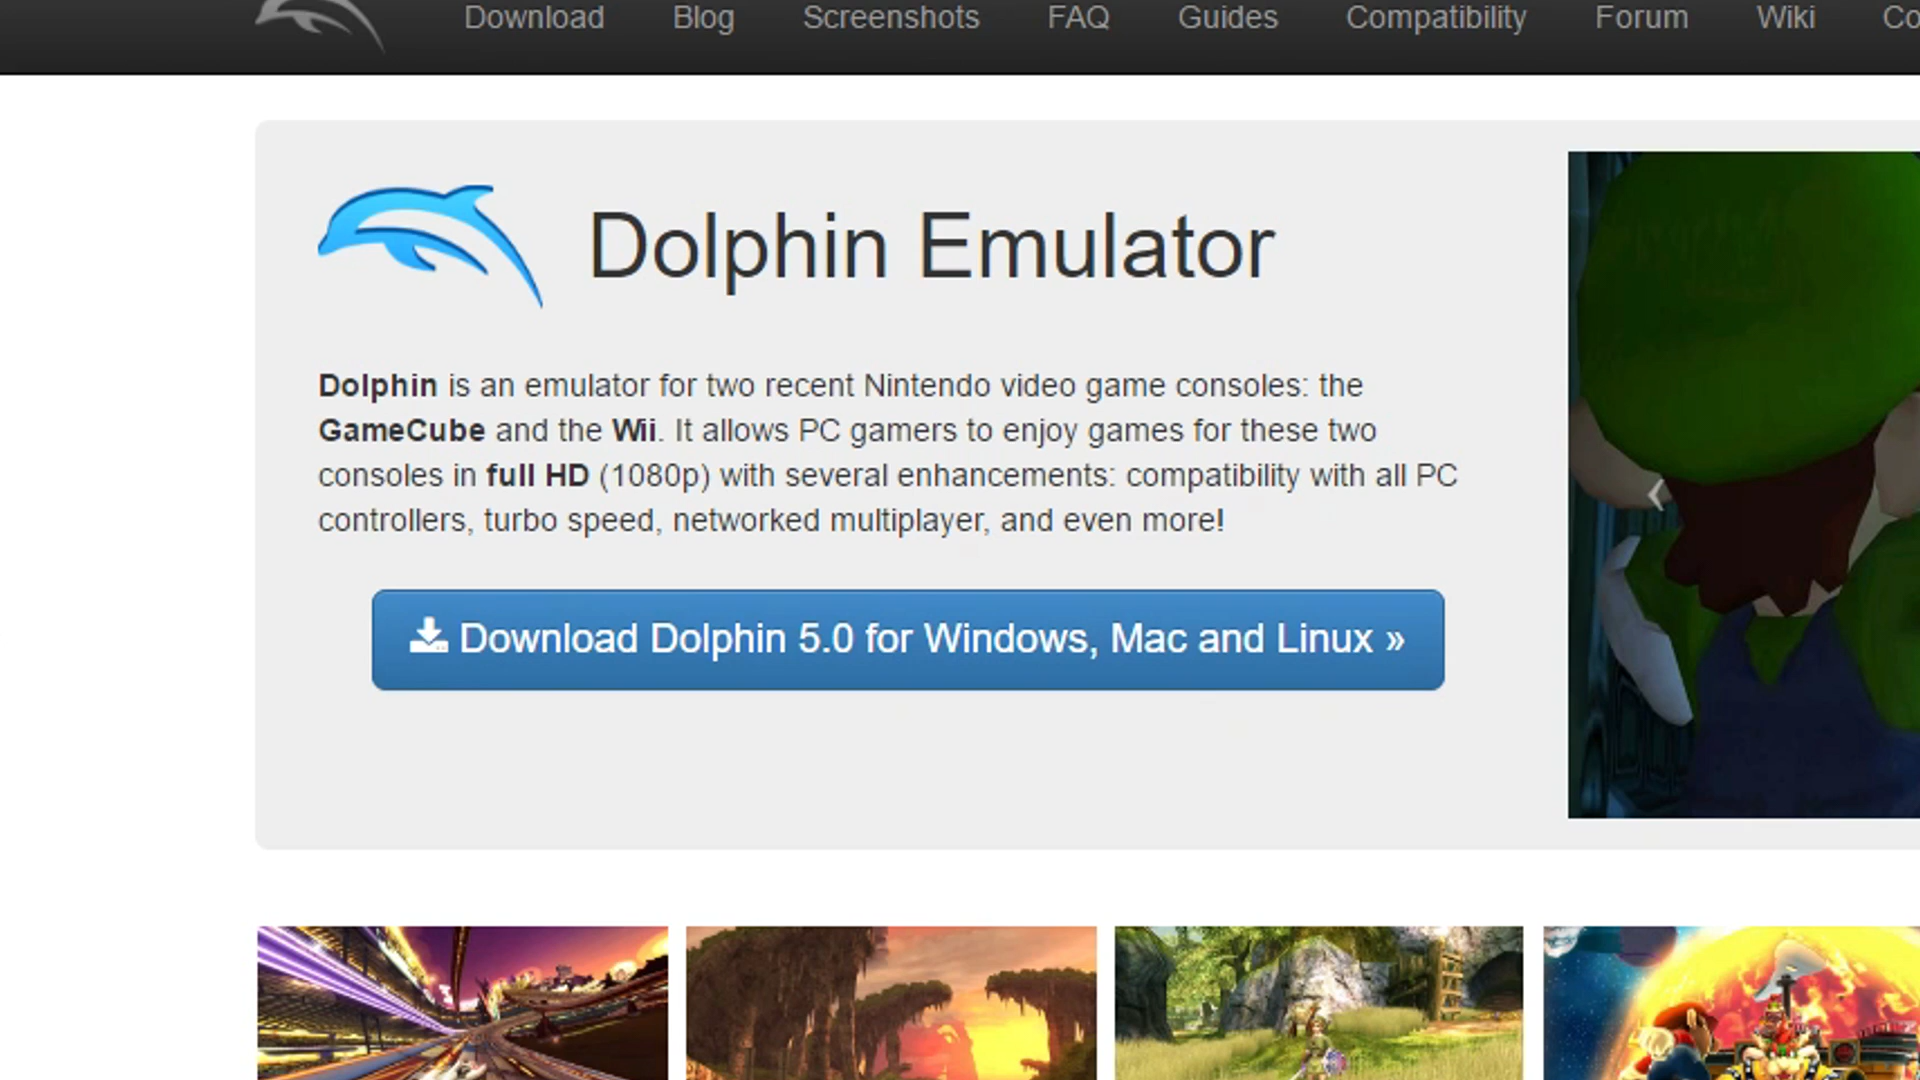 Download Blog Screenshots FAQ Guides Compatibility Forum Wiki Co
Dolphin Emulator
Dolphin is an emulator for two recent Nintendo video game consoles: the
GameCube and the Wii. It allows PC gamers to enjoy games for these two
consoles in full HD (1080p) with several enhancements: compatibility with all PC
controllers, turbo speed, networked multiplayer, and even more!
Download Dolphin 5.0 for Windows, Mac and Linux »